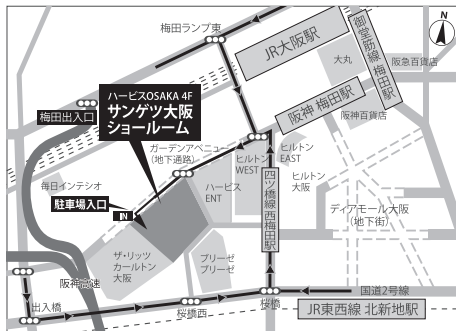 N
梅田ランプ東
JR大阪駅
御堂筋線 梅田駅
大丸
阪急百貨店
ハービスOSAKA 4F
サンゲツ大阪
ショールーム
阪神 梅田駅
阪神百貨店
梅田出入口
ガーデンアベニュー
(地下通路)
ヒルトン
WEST
ヒルトン
EAST
ヒルトン
大阪
毎日インテシオ
ハービス
ENT
四ツ橋線 西梅田駅
ディアモール大阪
(地下街)
駐車場入口
IN
ザ・リッツ
カールトン
大阪
ブリーゼ
ブリーゼ
阪神高速
出入橋
桜橋西
桜橋
国道2号線
JR東西線 北新地駅